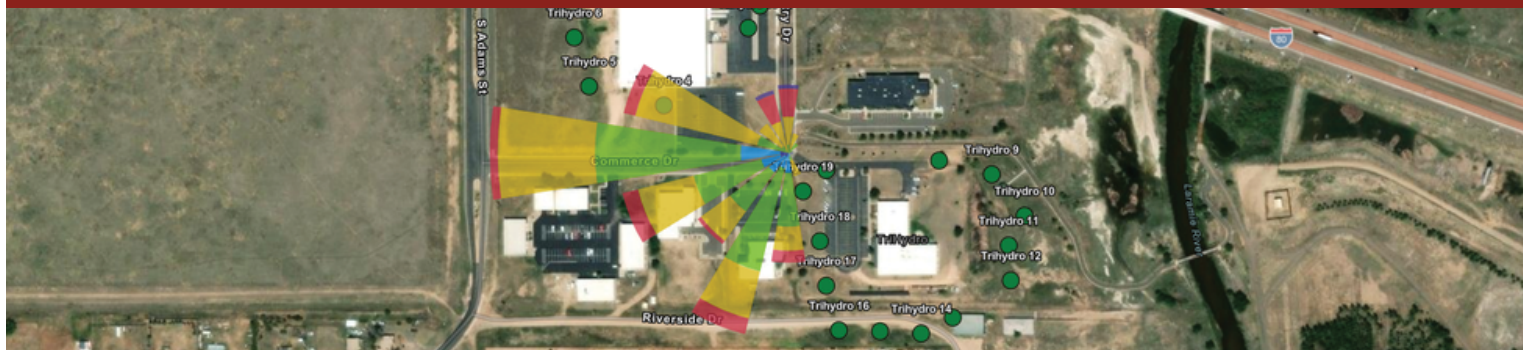 Trihydro 6
S Adams St
Trihydro 5
Trihydro 4
80
Commerce Dr
Trihydro 19
Trihydro 9
Trihydro 10
Trihydro 18
Trihydro 11
TriHydro
Trihydro 17
Trihydro 12
Laramie River
Trihydro 16
Trihydro 14
Riverside Dr